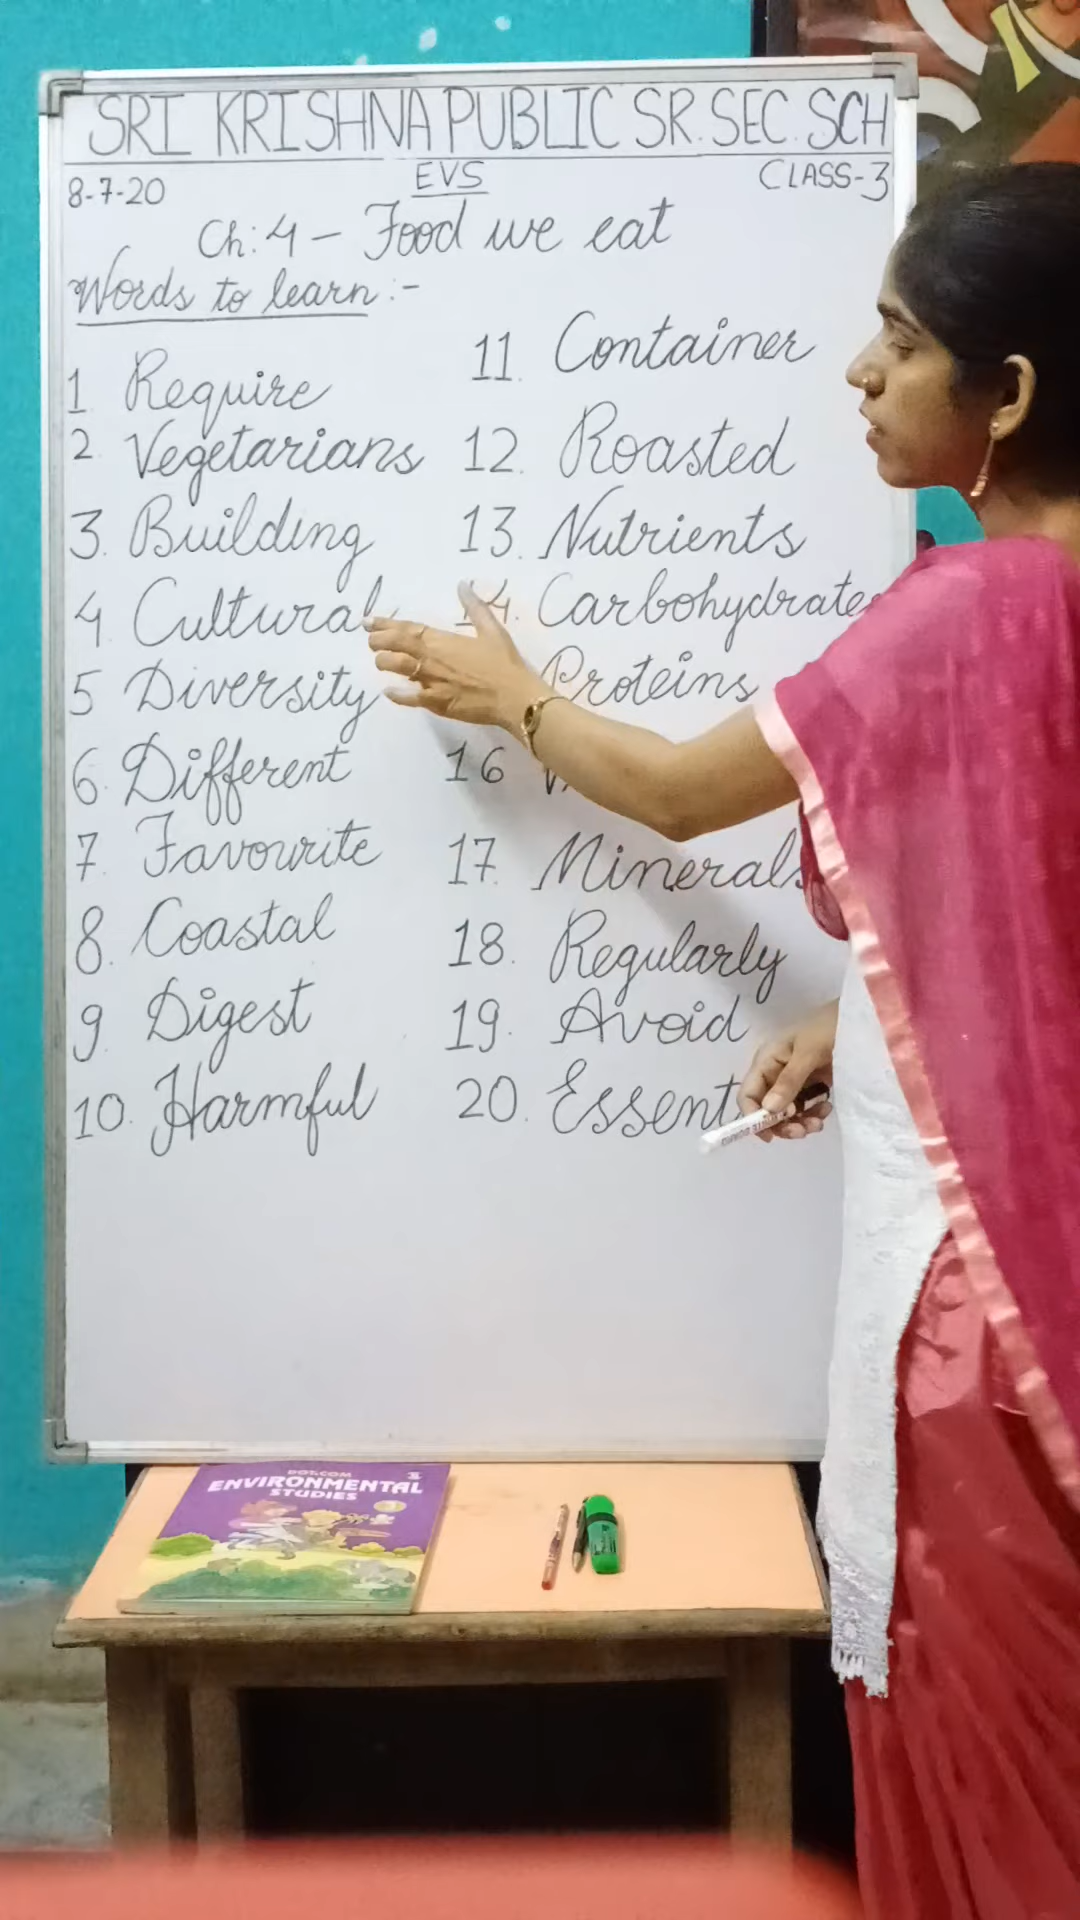 SRI KRISHNA PUBLIC SR. SEC. SCH
8-7-20 EVS CLASS-3
Ch: 4 - Food we eat
Words to learn :-
1. Require
2. Vegetarians
3. Building
4. Cultural
5 Diversity
6. Different
7. Favourite
8. Coastal
9. Digest
10. Harmful
11. Container
12. Roasted
13. Nutrients
14. Carbohydrates
Proteins
16
17. Minerals
18. Regularly
19. Avoid
20. Essent
DOT.COM
ENVIRONMENTAL
STUDIES